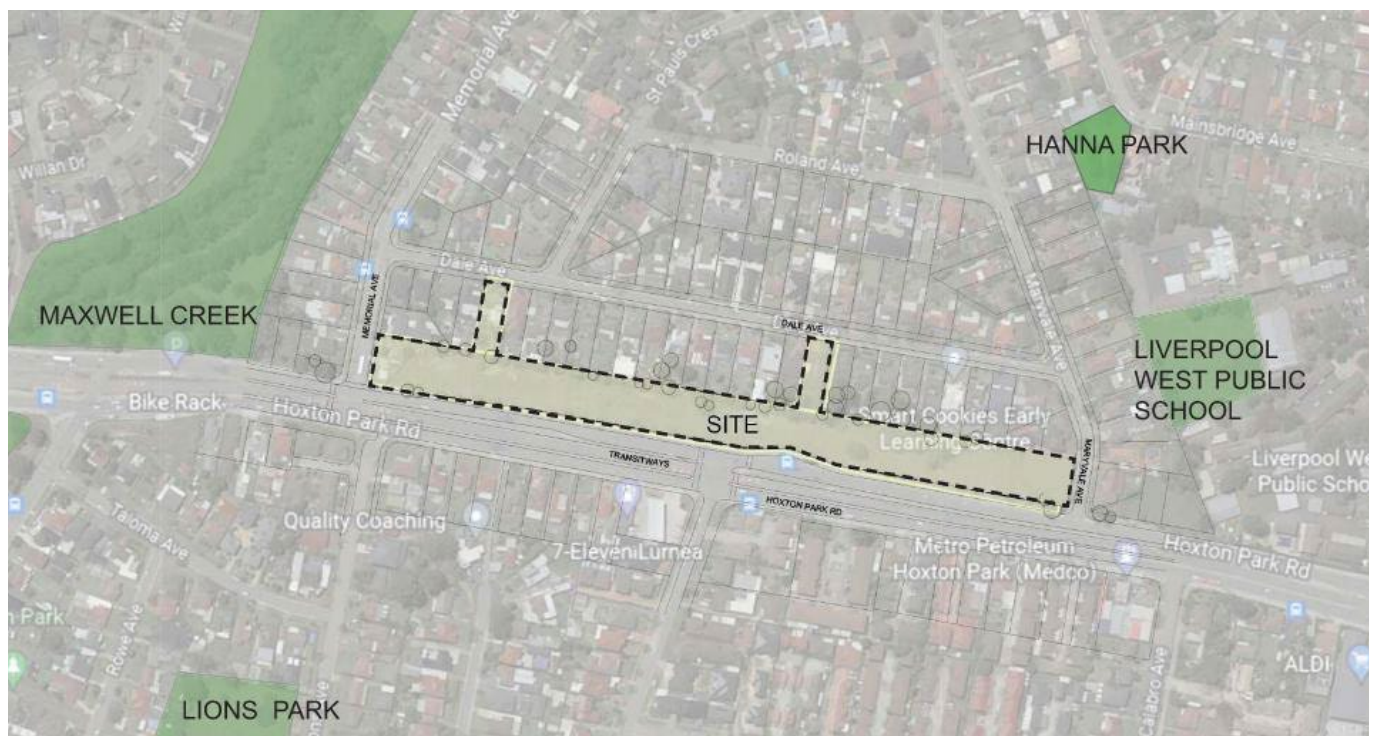 Memorial Ave
St Pauls Cres
HANNA PARK
Mainsbridge Ave
Willan Dr
Roland Ave
Dale Ave
MEMORIAL AVE
MAXWELL CREEK
DALE AVE
Maryvale Ave
LIVERPOOL
WEST PUBLIC
SCHOOL
P
Bike Rack
Hoxton Park Rd
SITE
Smart Cookies Early
Learning Centre
MARYVALE AVE
TRANSITWAYS
Liverpool We
Public Scho
Quality Coaching
HOXTON PARK RD
Taloma Ave
7-Eleven Lurnea
Metro Petroleum
Hoxton Park (Medco)
Hoxton Park Rd
n Park
Rowe Ave
ALDI
LIONS PARK
Calabro Ave